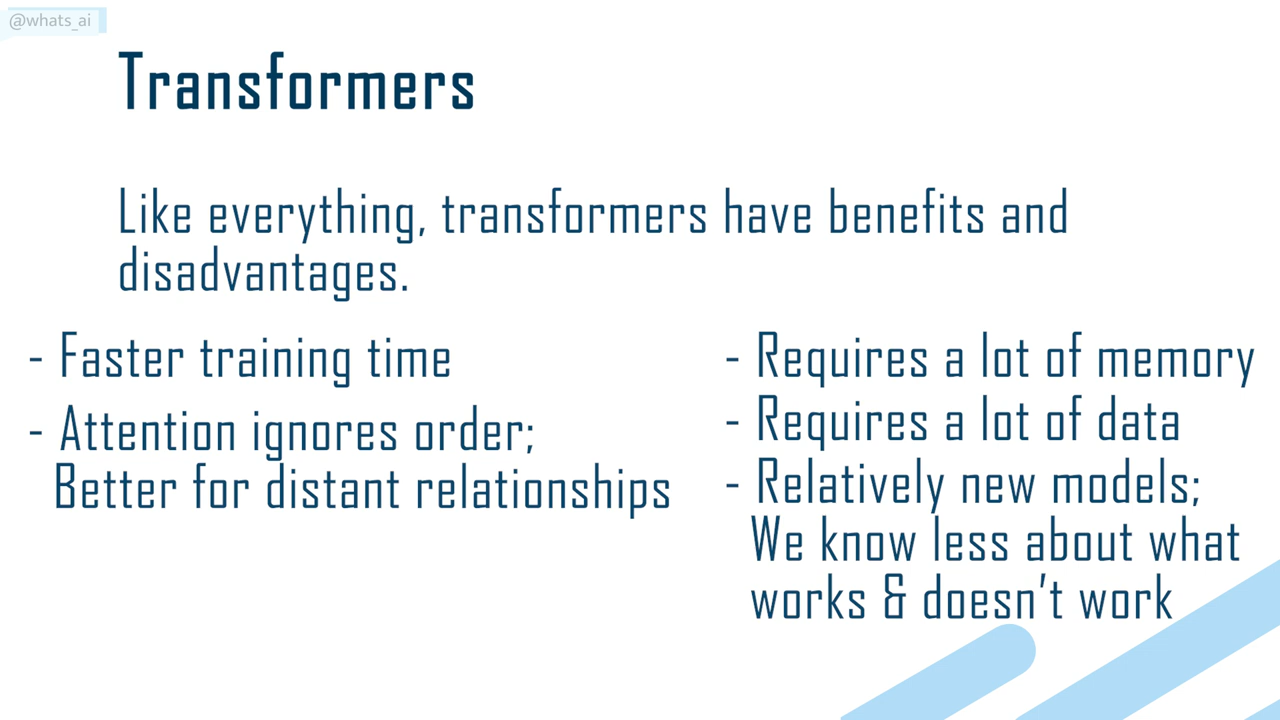 @whats_ai
Transformers
Like everything, transformers have benefits and
disadvantages.
- Faster training time
- Attention ignores order;
Better for distant relationships
- Requires a lot of memory
- Requires a lot of data
- Relatively new models;
We know less about what
works & doesn't work